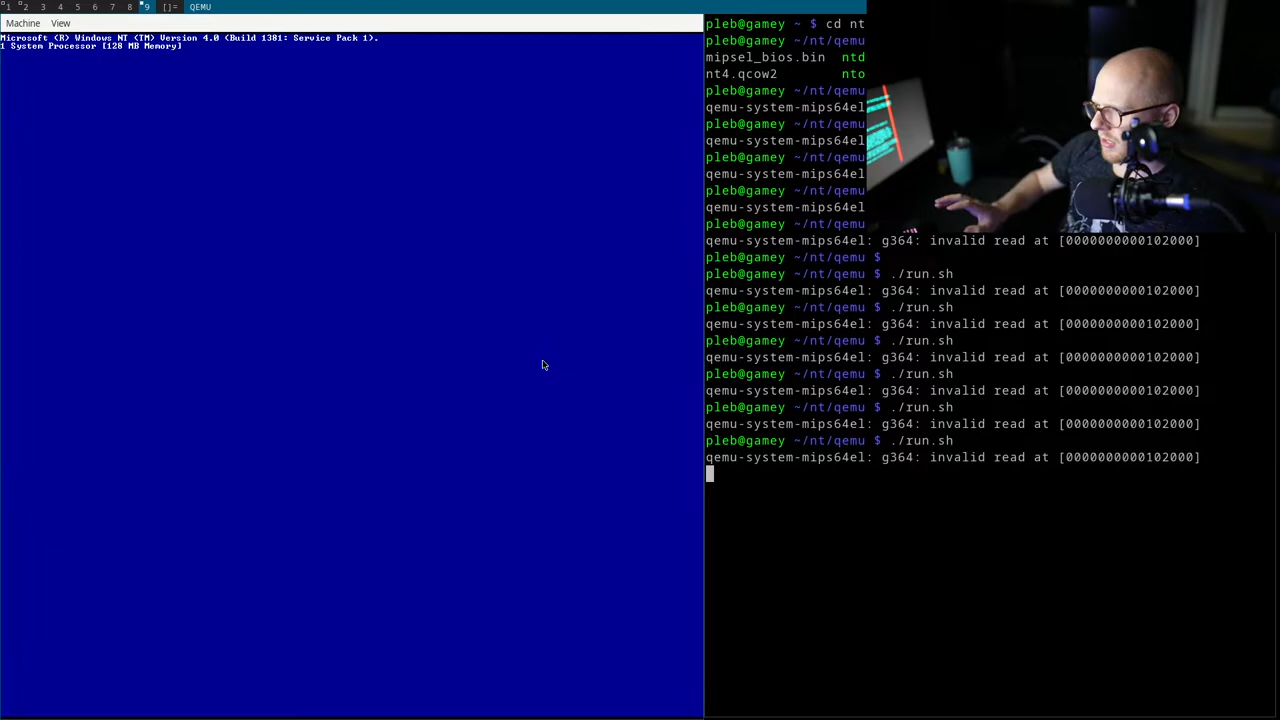 1 2 3 4 5 6 7 8 9 []= QEMU
Machine View
Microsoft (R) Windows NT (TM) Version 4.0 (Build 1381: Service Pack 1).
1 System Processor [128 MB Memory]
pleb@gamey ~ $ cd nt
pleb@gamey ~/nt/qemu
mipsel_bios.bin ntd
nt4.qcow2 nto
pleb@gamey ~/nt/qemu
qemu-system-mips64el
pleb@gamey ~/nt/qemu
qemu-system-mips64el
pleb@gamey ~/nt/qemu
qemu-system-mips64el
pleb@gamey ~/nt/qemu
qemu-system-mips64el
pleb@gamey ~/nt/qemu
qemu-system-mips64el: g364: invalid read at [0000000000102000]
pleb@gamey ~/nt/qemu $
pleb@gamey ~/nt/qemu $ ./run.sh
qemu-system-mips64el: g364: invalid read at [0000000000102000]
pleb@gamey ~/nt/qemu $ ./run.sh
qemu-system-mips64el: g364: invalid read at [0000000000102000]
pleb@gamey ~/nt/qemu $ ./run.sh
qemu-system-mips64el: g364: invalid read at [0000000000102000]
pleb@gamey ~/nt/qemu $ ./run.sh
qemu-system-mips64el: g364: invalid read at [0000000000102000]
pleb@gamey ~/nt/qemu $ ./run.sh
qemu-system-mips64el: g364: invalid read at [0000000000102000]
pleb@gamey ~/nt/qemu $ ./run.sh
qemu-system-mips64el: g364: invalid read at [0000000000102000]